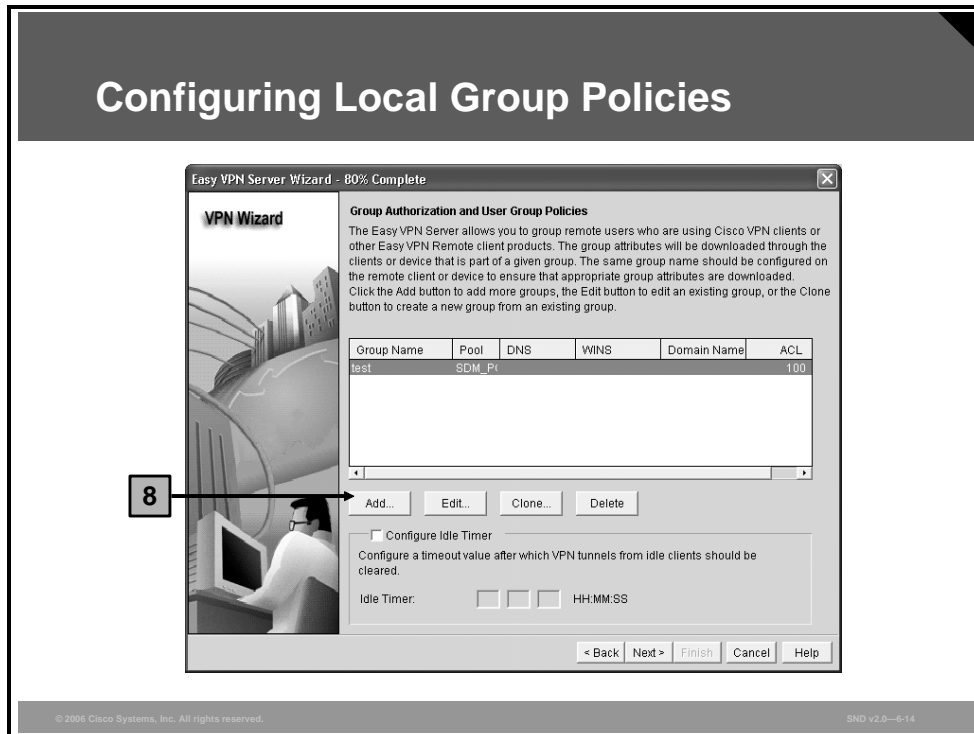 Configuring Local Group Policies
Easy VPN Server Wizard - 80% Complete
VPN Wizard
Group Authorization and User Group Policies
The Easy VPN Server allows you to group remote users who are using Cisco VPN clients or
other Easy VPN Remote client products. The group attributes will be downloaded through the
clients or device that is part of a given group. The same group name should be configured on
the remote client or device to ensure that appropriate group attributes are downloaded.
Click the Add button to add more groups, the Edit button to edit an existing group, or the Clone
button to create a new group from an existing group.
Group Name Pool DNS WINS Domain Name ACL
test SDM_P( 100
8
Add... Edit... Clone... Delete
Configure Idle Timer
Configure a timeout value after which VPN tunnels from idle clients should be
cleared.
Idle Timer: HH:MM:SS
< Back Next > Finish Cancel Help
© 2006 Cisco Systems, Inc. All rights reserved. SND v2.0—6-14